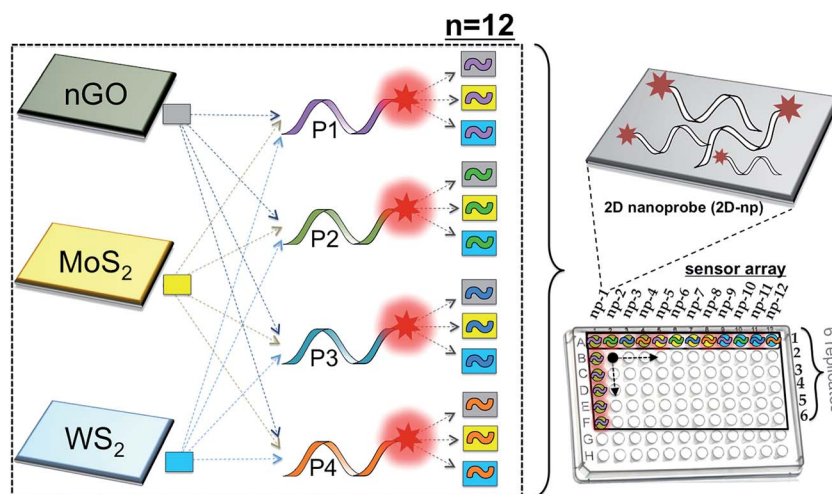 n=12
nGO
MoS₂
WS₂
P1
P2
P3
P4
2D nanoprobe (2D-np)
sensor array
np-1
np-2
np-3
np-4
np-5
np-6
np-7
np-8
np-9
np-10
np-11
np-12
A
B
C
D
E
F
G
H
1
2
3
4
5
6